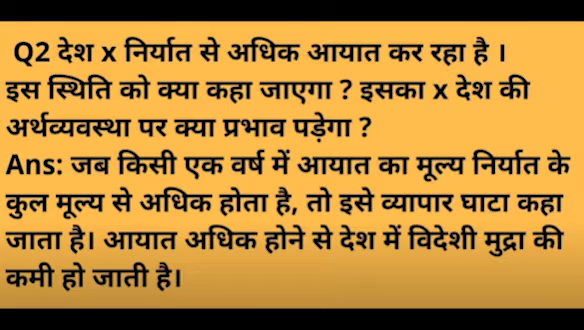 Q2 देश x निर्यात से अधिक आयात कर रहा है ।
इस स्थिति को क्या कहा जाएगा ? इसका x देश की
अर्थव्यवस्था पर क्या प्रभाव पड़ेगा ?
Ans: जब किसी एक वर्ष में आयात का मूल्य निर्यात के
कुल मूल्य से अधिक होता है, तो इसे व्यापार घाटा कहा
जाता है। आयात अधिक होने से देश में विदेशी मुद्रा की
कमी हो जाती है।